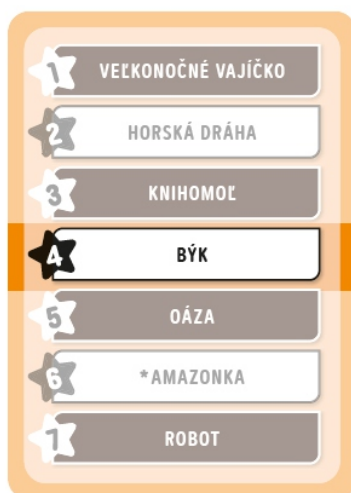 1 VEĽKONOČNÉ VAJÍČKO
2 HORSKÁ DRÁHA
3 KNIHOMOĽ
4 BÝK
5 OÁZA
6 *AMAZONKA
7 ROBOT